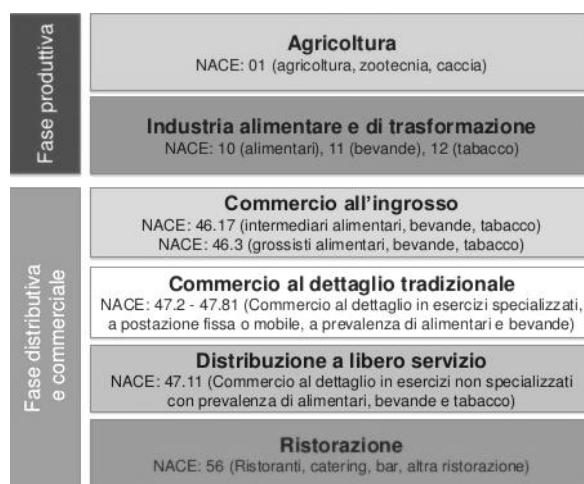 Fase produttiva
Agricoltura
NACE: 01 (agricoltura, zootecnia, caccia)
Industria alimentare e di trasformazione
NACE: 10 (alimentari), 11 (bevande), 12 (tabacco)
Fase distributiva
e commerciale
Commercio all'ingrosso
NACE: 46.17 (intermediari alimentari, bevande, tabacco)
NACE: 46.3 (grossisti alimentari, bevande, tabacco)
Commercio al dettaglio tradizionale
NACE: 47.2 - 47.81 (Commercio al dettaglio in esercizi specializzati,
a postazione fissa o mobile, a prevalenza di alimentari e bevande)
Distribuzione a libero servizio
NACE: 47.11 (Commercio al dettaglio in esercizi non specializzati
con prevalenza di alimentari, bevande e tabacco)
Ristorazione
NACE: 56 (Ristoranti, catering, bar, altra ristorazione)